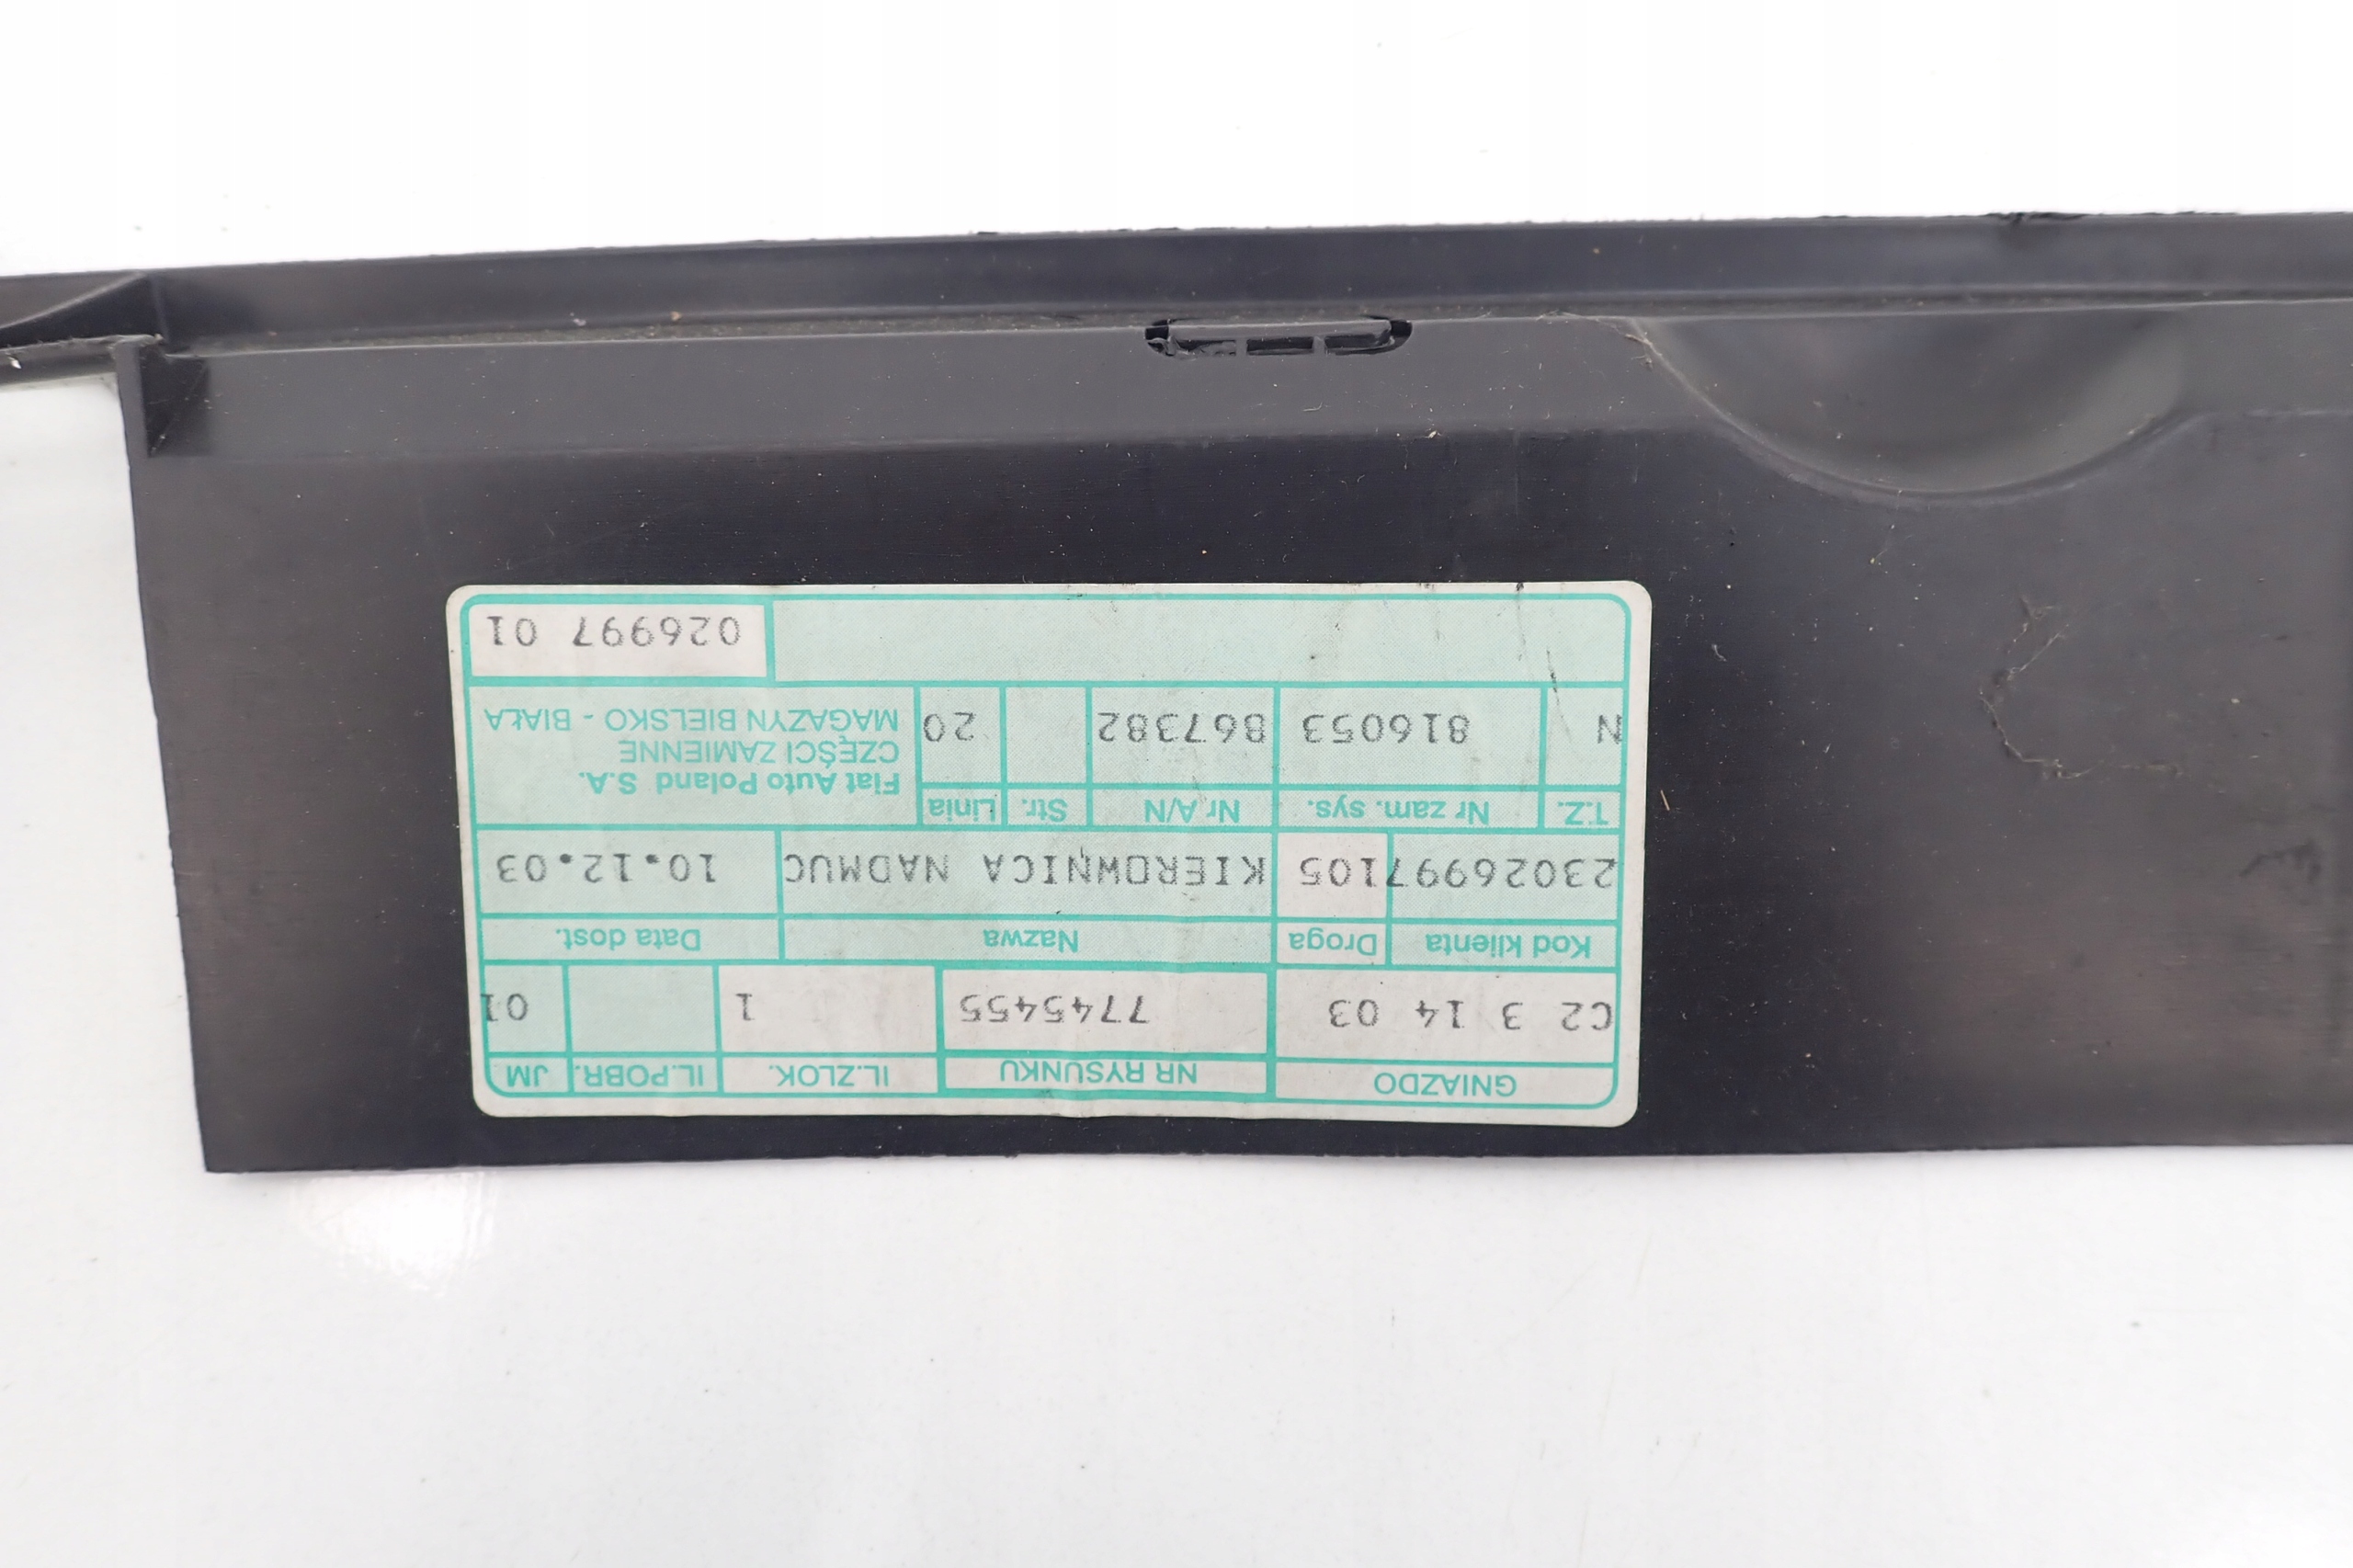 GNIAZDO NR RYSUNKU IL.ZLOK. IL.POBR. JM
C2 3 14 03 7745455 1 01
Kod klienta Droga Nazwa Data dost.
23026997105 KIEROWNICA NADMUC 10.12.03
T.Z. Nr zam. sys. Nr A/N Str. Linia
N 816053 867382 20
Fiat Auto Poland S.A.
CZĘŚCI ZAMIENNE
MAGAZYN BIELSKO - BIAŁA
026997 01